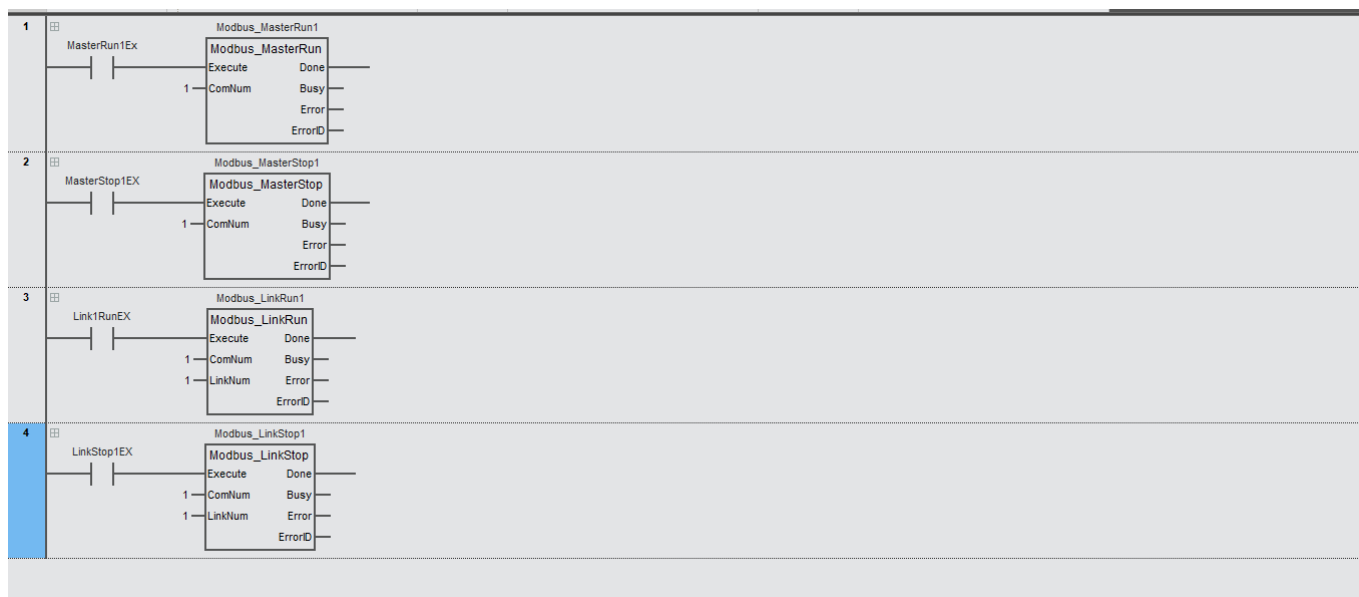 1
Modbus_MasterRun1
MasterRun1Ex
Modbus_MasterRun
Execute Done
1 ComNum Busy
Error
ErrorID
2
Modbus_MasterStop1
MasterStop1EX
Modbus_MasterStop
Execute Done
1 ComNum Busy
Error
ErrorID
3
Modbus_LinkRun1
Link1RunEX
Modbus_LinkRun
Execute Done
1 ComNum Busy
1 LinkNum Error
ErrorID
4
Modbus_LinkStop1
LinkStop1EX
Modbus_LinkStop
Execute Done
1 ComNum Busy
1 LinkNum Error
ErrorID